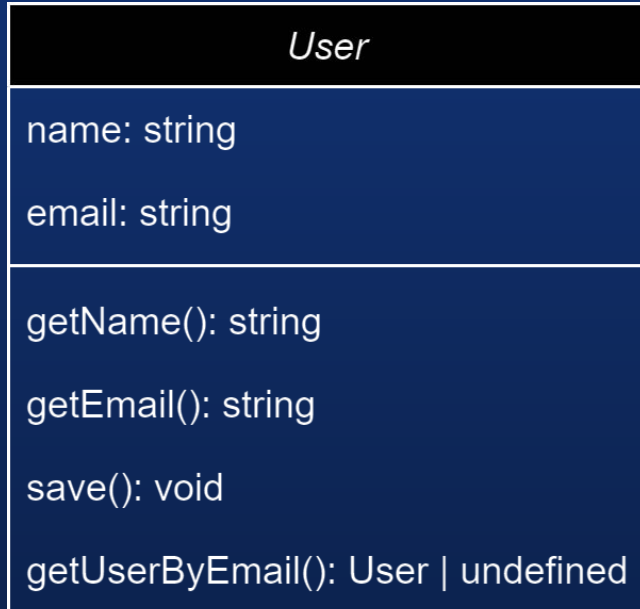 User
name: string
email: string
getName(): string
getEmail(): string
save(): void
getUserByEmail(): User | undefined